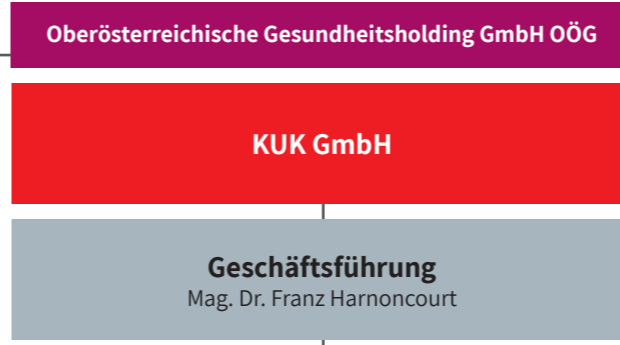 Oberösterreichische Gesundheitsholding GmbH OÖG
KUK GmbH
Geschäftsführung
Mag. Dr. Franz Harnoncourt